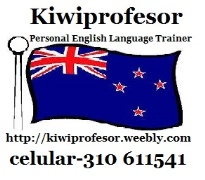 Kiwiprofesor
Personal English Language Trainer
http://kiwiprofesor.weebly.com
celular-310 611541